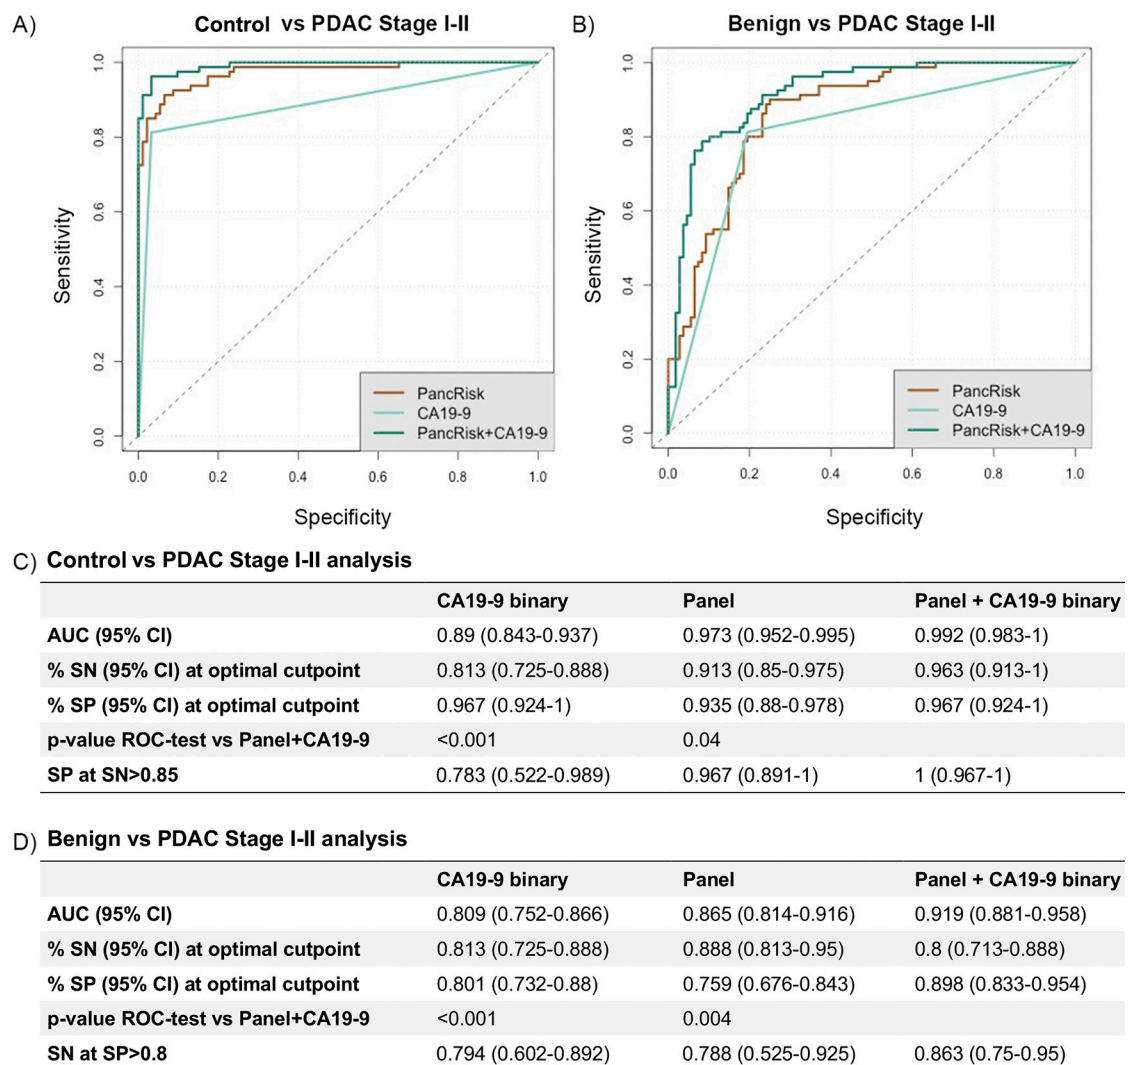 A) Control vs PDAC Stage I-II
Sensitivity
1.0
0.8
0.6
0.4
0.2
0.0
PancRisk
CA19-9
PancRisk+CA19-9
0.0 0.2 0.4 0.6 0.8 1.0
Specificity
B) Benign vs PDAC Stage I-II
Sensitivity
1.0
0.8
0.6
0.4
0.2
0.0
PancRisk
CA19-9
PancRisk+CA19-9
0.0 0.2 0.4 0.6 0.8 1.0
Specificity
C) Control vs PDAC Stage I-II analysis
CA19-9 binary Panel Panel + CA19-9 binary
AUC (95% CI) 0.89 (0.843-0.937) 0.973 (0.952-0.995) 0.992 (0.983-1)
% SN (95% CI) at optimal cutpoint 0.813 (0.725-0.888) 0.913 (0.85-0.975) 0.963 (0.913-1)
% SP (95% CI) at optimal cutpoint 0.967 (0.924-1) 0.935 (0.88-0.978) 0.967 (0.924-1)
p-value ROC-test vs Panel+CA19-9 <0.001 0.04
SP at SN>0.85 0.783 (0.522-0.989) 0.967 (0.891-1) 1 (0.967-1)
D) Benign vs PDAC Stage I-II analysis
CA19-9 binary Panel Panel + CA19-9 binary
AUC (95% CI) 0.809 (0.752-0.866) 0.865 (0.814-0.916) 0.919 (0.881-0.958)
% SN (95% CI) at optimal cutpoint 0.813 (0.725-0.888) 0.888 (0.813-0.95) 0.8 (0.713-0.888)
% SP (95% CI) at optimal cutpoint 0.801 (0.732-0.88) 0.759 (0.676-0.843) 0.898 (0.833-0.954)
p-value ROC-test vs Panel+CA19-9 <0.001 0.004
SN at SP>0.8 0.794 (0.602-0.892) 0.788 (0.525-0.925) 0.863 (0.75-0.95)